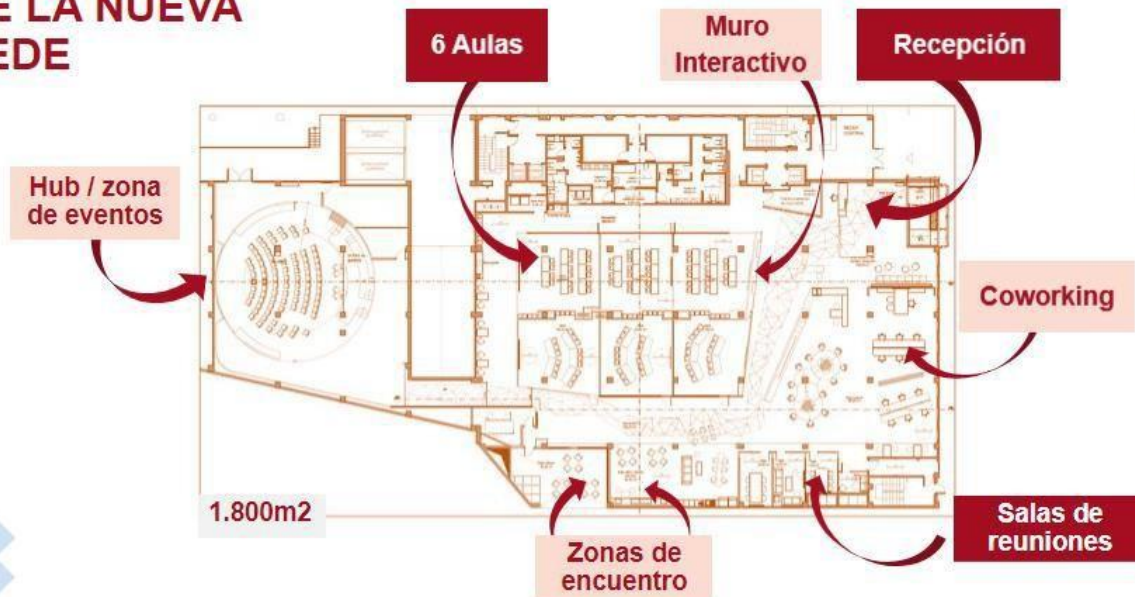 E LA NUEVA
EDE
6 Aulas
Muro
Interactivo
Recepción
Hub / zona
de eventos
Coworking
1.800m2
Zonas de
encuentro
Salas de
reuniones